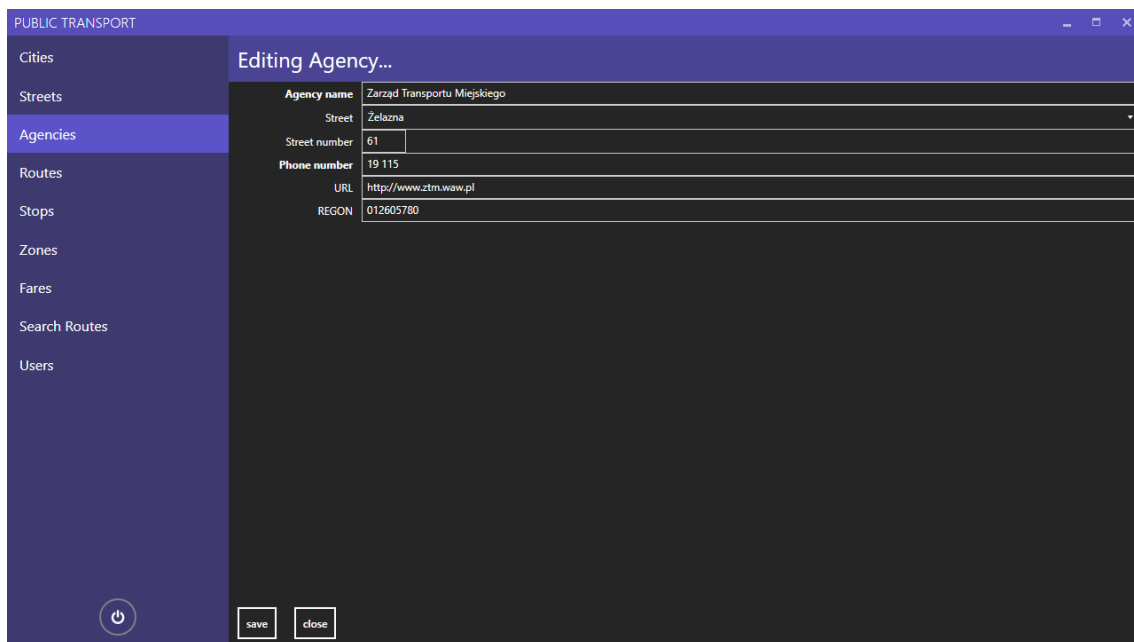 PUBLIC TRANSPORT
Cities
Streets
Agencies
Routes
Stops
Zones
Fares
Search Routes
Users
Editing Agency...
Agency name Zarząd Transportu Miejskiego
Street Żelazna
Street number 61
Phone number 19 115
URL http://www.ztm.waw.pl
REGON 012605780
save close